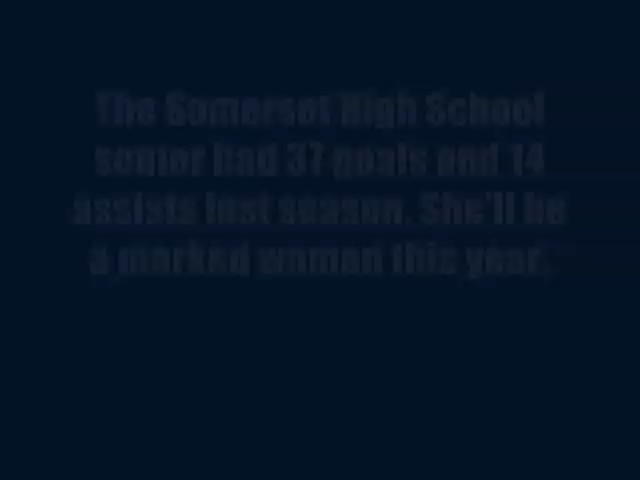 The Somerset High School
senior had 37 goals and 14
assists last season. She'll be
a marked woman this year.